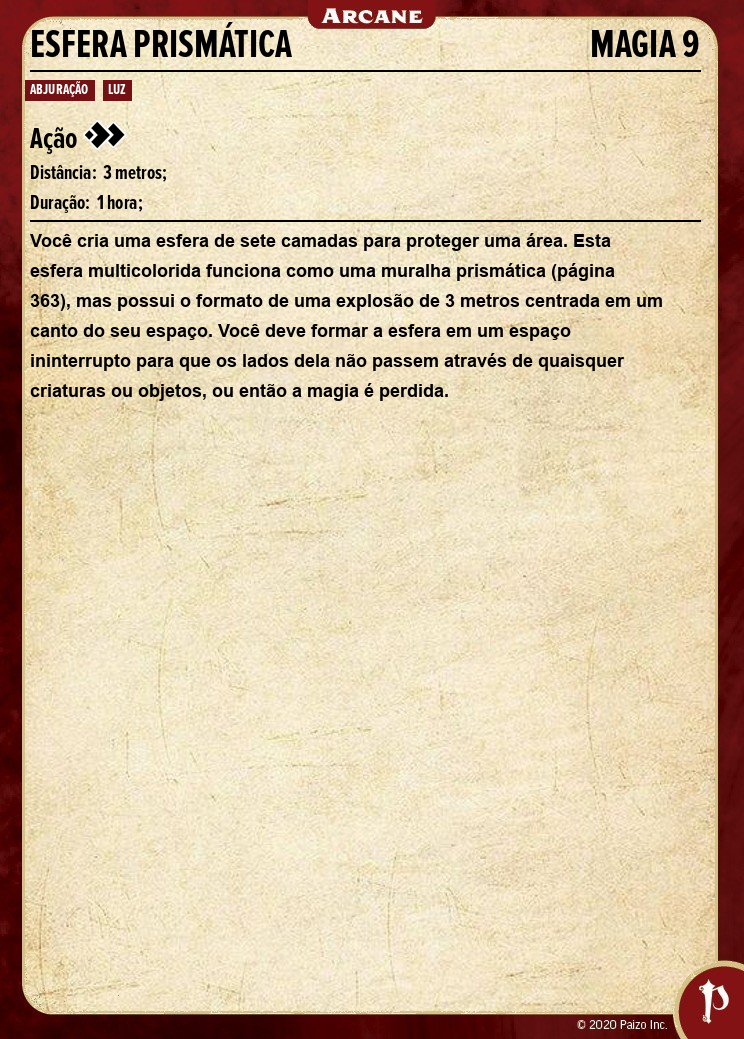 ARCANE
ESFERA PRISMÁTICA MAGIA 9
ABJURAÇÃO LUZ
Ação
Distância: 3 metros;
Duração: 1 hora;
Você cria uma esfera de sete camadas para proteger uma área. Esta
esfera multicolorida funciona como uma muralha prismática (página
363), mas possui o formato de uma explosão de 3 metros centrada em um
canto do seu espaço. Você deve formar a esfera em um espaço
ininterrupto para que os lados dela não passem através de quaisquer
criaturas ou objetos, ou então a magia é perdida.
© 2020 Paizo Inc.
P